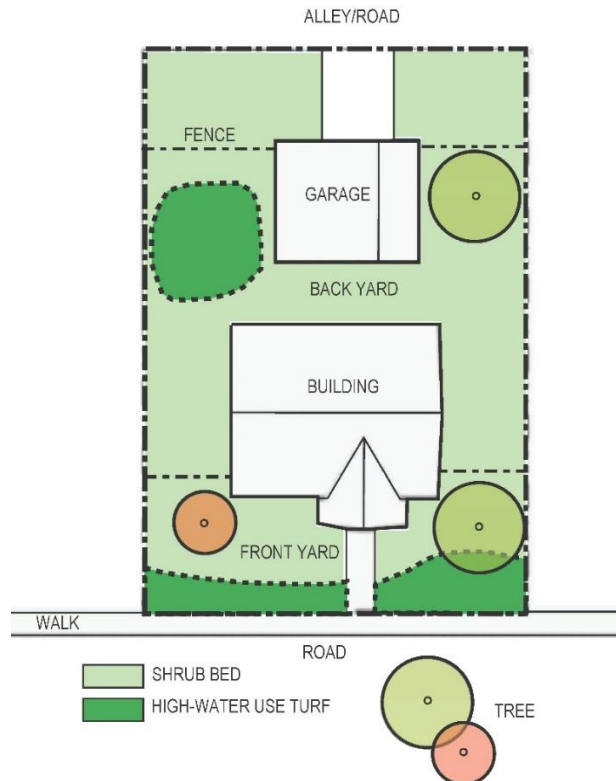 ALLEY/ROAD
FENCE
GARAGE
BACK YARD
BUILDING
FRONT YARD
WALK
ROAD
SHRUB BED
HIGH-WATER USE TURF
TREE